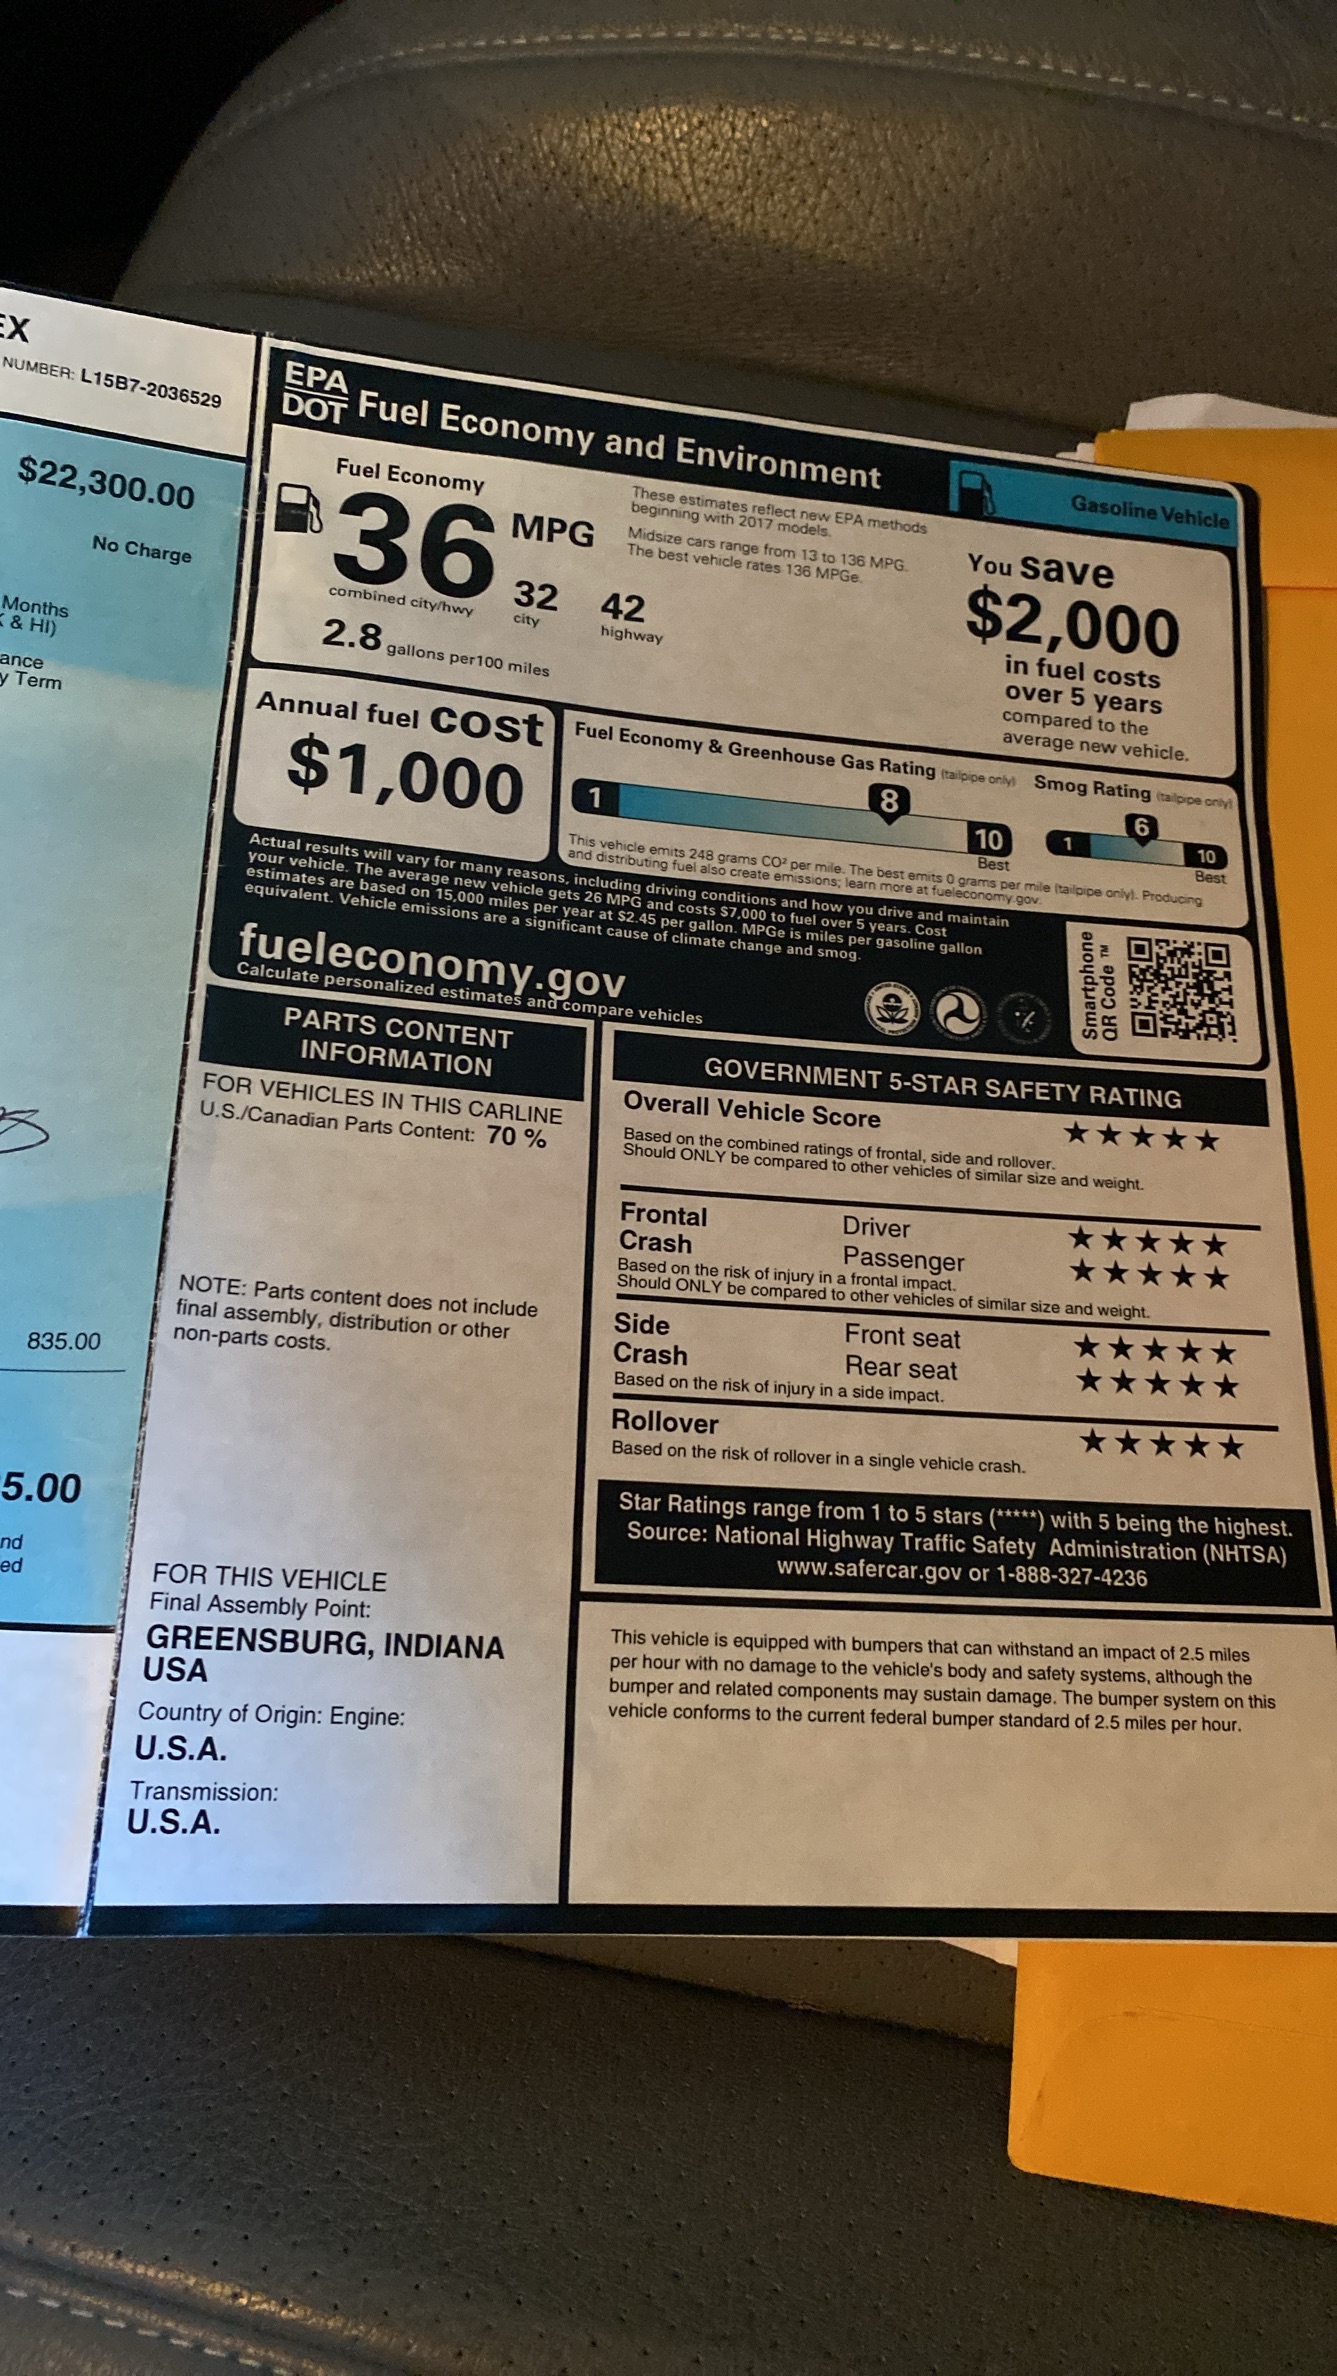 EX
NUMBER: L15B7-2036529
$22,300.00
No Charge
Months
& HI)
ance
y Term
835.00
5.00
nd
ed
EPA
DOT Fuel Economy and Environment
Gasoline Vehicle
Fuel Economy
36 MPG
combined city/hwy
32
city
42
highway
2.8 gallons per100 miles
These estimates reflect new EPA methods
beginning with 2017 models.
Midsize cars range from 13 to 136 MPG.
The best vehicle rates 136 MPGe.
You save
$2,000
in fuel costs
over 5 years
compared to the
average new vehicle.
Annual fuel cost
$1,000
Fuel Economy & Greenhouse Gas Rating (tailpipe only)
1
8
10
Best
Smog Rating (tailpipe only)
1
6
10
Best
This vehicle emits 248 grams CO² per mile. The best emits 0 grams per mile (tailpipe only). Producing
and distributing fuel also create emissions; learn more at fueleconomy.gov.
Actual results will vary for many reasons, including driving conditions and how you drive and maintain
your vehicle. The average new vehicle gets 26 MPG and costs $7,000 to fuel over 5 years. Cost
estimates are based on 15,000 miles per year at $2.45 per gallon. MPGe is miles per gasoline gallon
equivalent. Vehicle emissions are a significant cause of climate change and smog.
fueleconomy.gov
Calculate personalized estimates and compare vehicles
Smartphone
QR Code ™
PARTS CONTENT
INFORMATION
FOR VEHICLES IN THIS CARLINE
U.S./Canadian Parts Content: 70 %
NOTE: Parts content does not include
final assembly, distribution or other
non-parts costs.
FOR THIS VEHICLE
Final Assembly Point:
GREENSBURG, INDIANA
USA
Country of Origin: Engine:
U.S.A.
Transmission:
U.S.A.
GOVERNMENT 5-STAR SAFETY RATING
Overall Vehicle Score ★★★★★
Based on the combined ratings of frontal, side and rollover.
Should ONLY be compared to other vehicles of similar size and weight.
Frontal Driver ★★★★★
Crash Passenger ★★★★★
Based on the risk of injury in a frontal impact.
Should ONLY be compared to other vehicles of similar size and weight.
Side Front seat ★★★★★
Crash Rear seat ★★★★★
Based on the risk of injury in a side impact.
Rollover ★★★★★
Based on the risk of rollover in a single vehicle crash.
Star Ratings range from 1 to 5 stars (*****) with 5 being the highest.
Source: National Highway Traffic Safety Administration (NHTSA)
www.safercar.gov or 1-888-327-4236
This vehicle is equipped with bumpers that can withstand an impact of 2.5 miles
per hour with no damage to the vehicle's body and safety systems, although the
bumper and related components may sustain damage. The bumper system on this
vehicle conforms to the current federal bumper standard of 2.5 miles per hour.